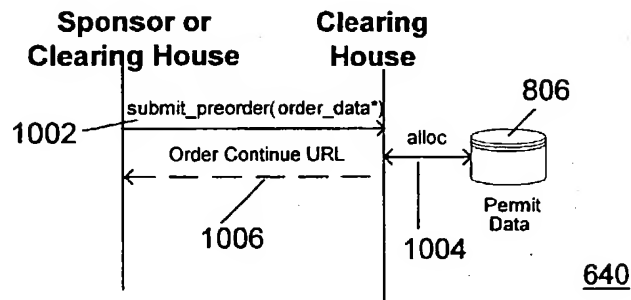 Sponsor or
Clearing House
Clearing
House
806
submit_preorder(order_data*)
1002
alloc
Order Continue URL
Permit
Data
1006
1004
640